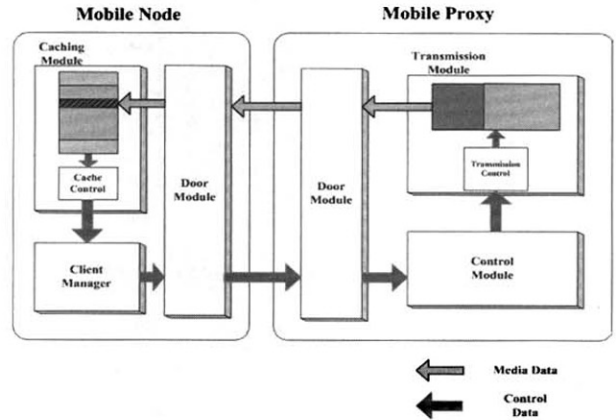 Mobile Node
Mobile Proxy
Caching
Module
Cache
Control
Client
Manager
Door
Module
Door
Module
Transmission
Module
Transmission
Control
Control
Module
Media Data
Control
Data